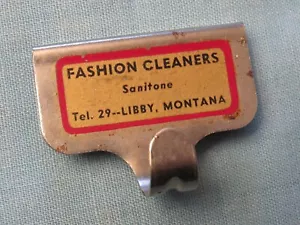 FASHION CLEANERS
Sanitone
Tel. 29--LIBBY, MONTANA